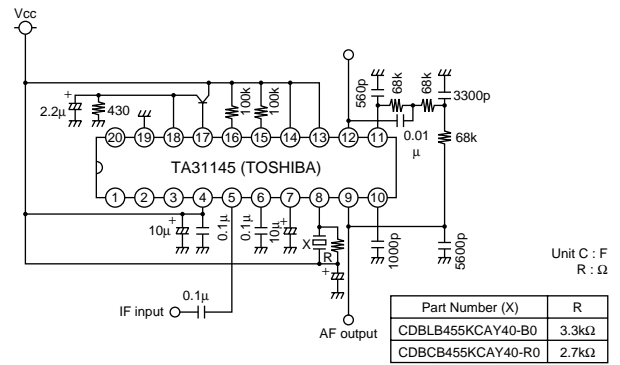 Vcc
2.2μ
+
430
100k
100k
560p
68k
68k
3300p
0.01
μ
68k
20 19 18 17 16 15 14 13 12 11
TA31145 (TOSHIBA)
1 2 3 4 5 6 7 8 9 10
10μ
+
0.1μ
0.1μ
10μ
+
X
R
+
1000p
5600p
IF input
0.1μ
AF output
Unit C : F
R : Ω
Part Number (X) R
CDBLB455KCAY40-B0 3.3kΩ
CDBCB455KCAY40-R0 2.7kΩ